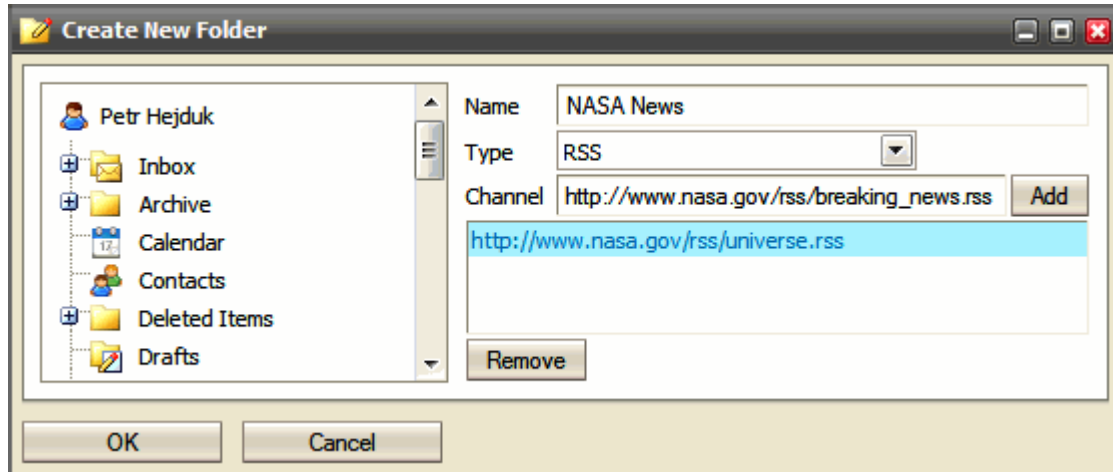 Create New Folder
Petr Hejduk
Inbox
Archive
Calendar
Contacts
Deleted Items
Drafts
Name NASA News
Type RSS
Channel http://www.nasa.gov/rss/breaking_news.rss Add
http://www.nasa.gov/rss/universe.rss
Remove
OK Cancel